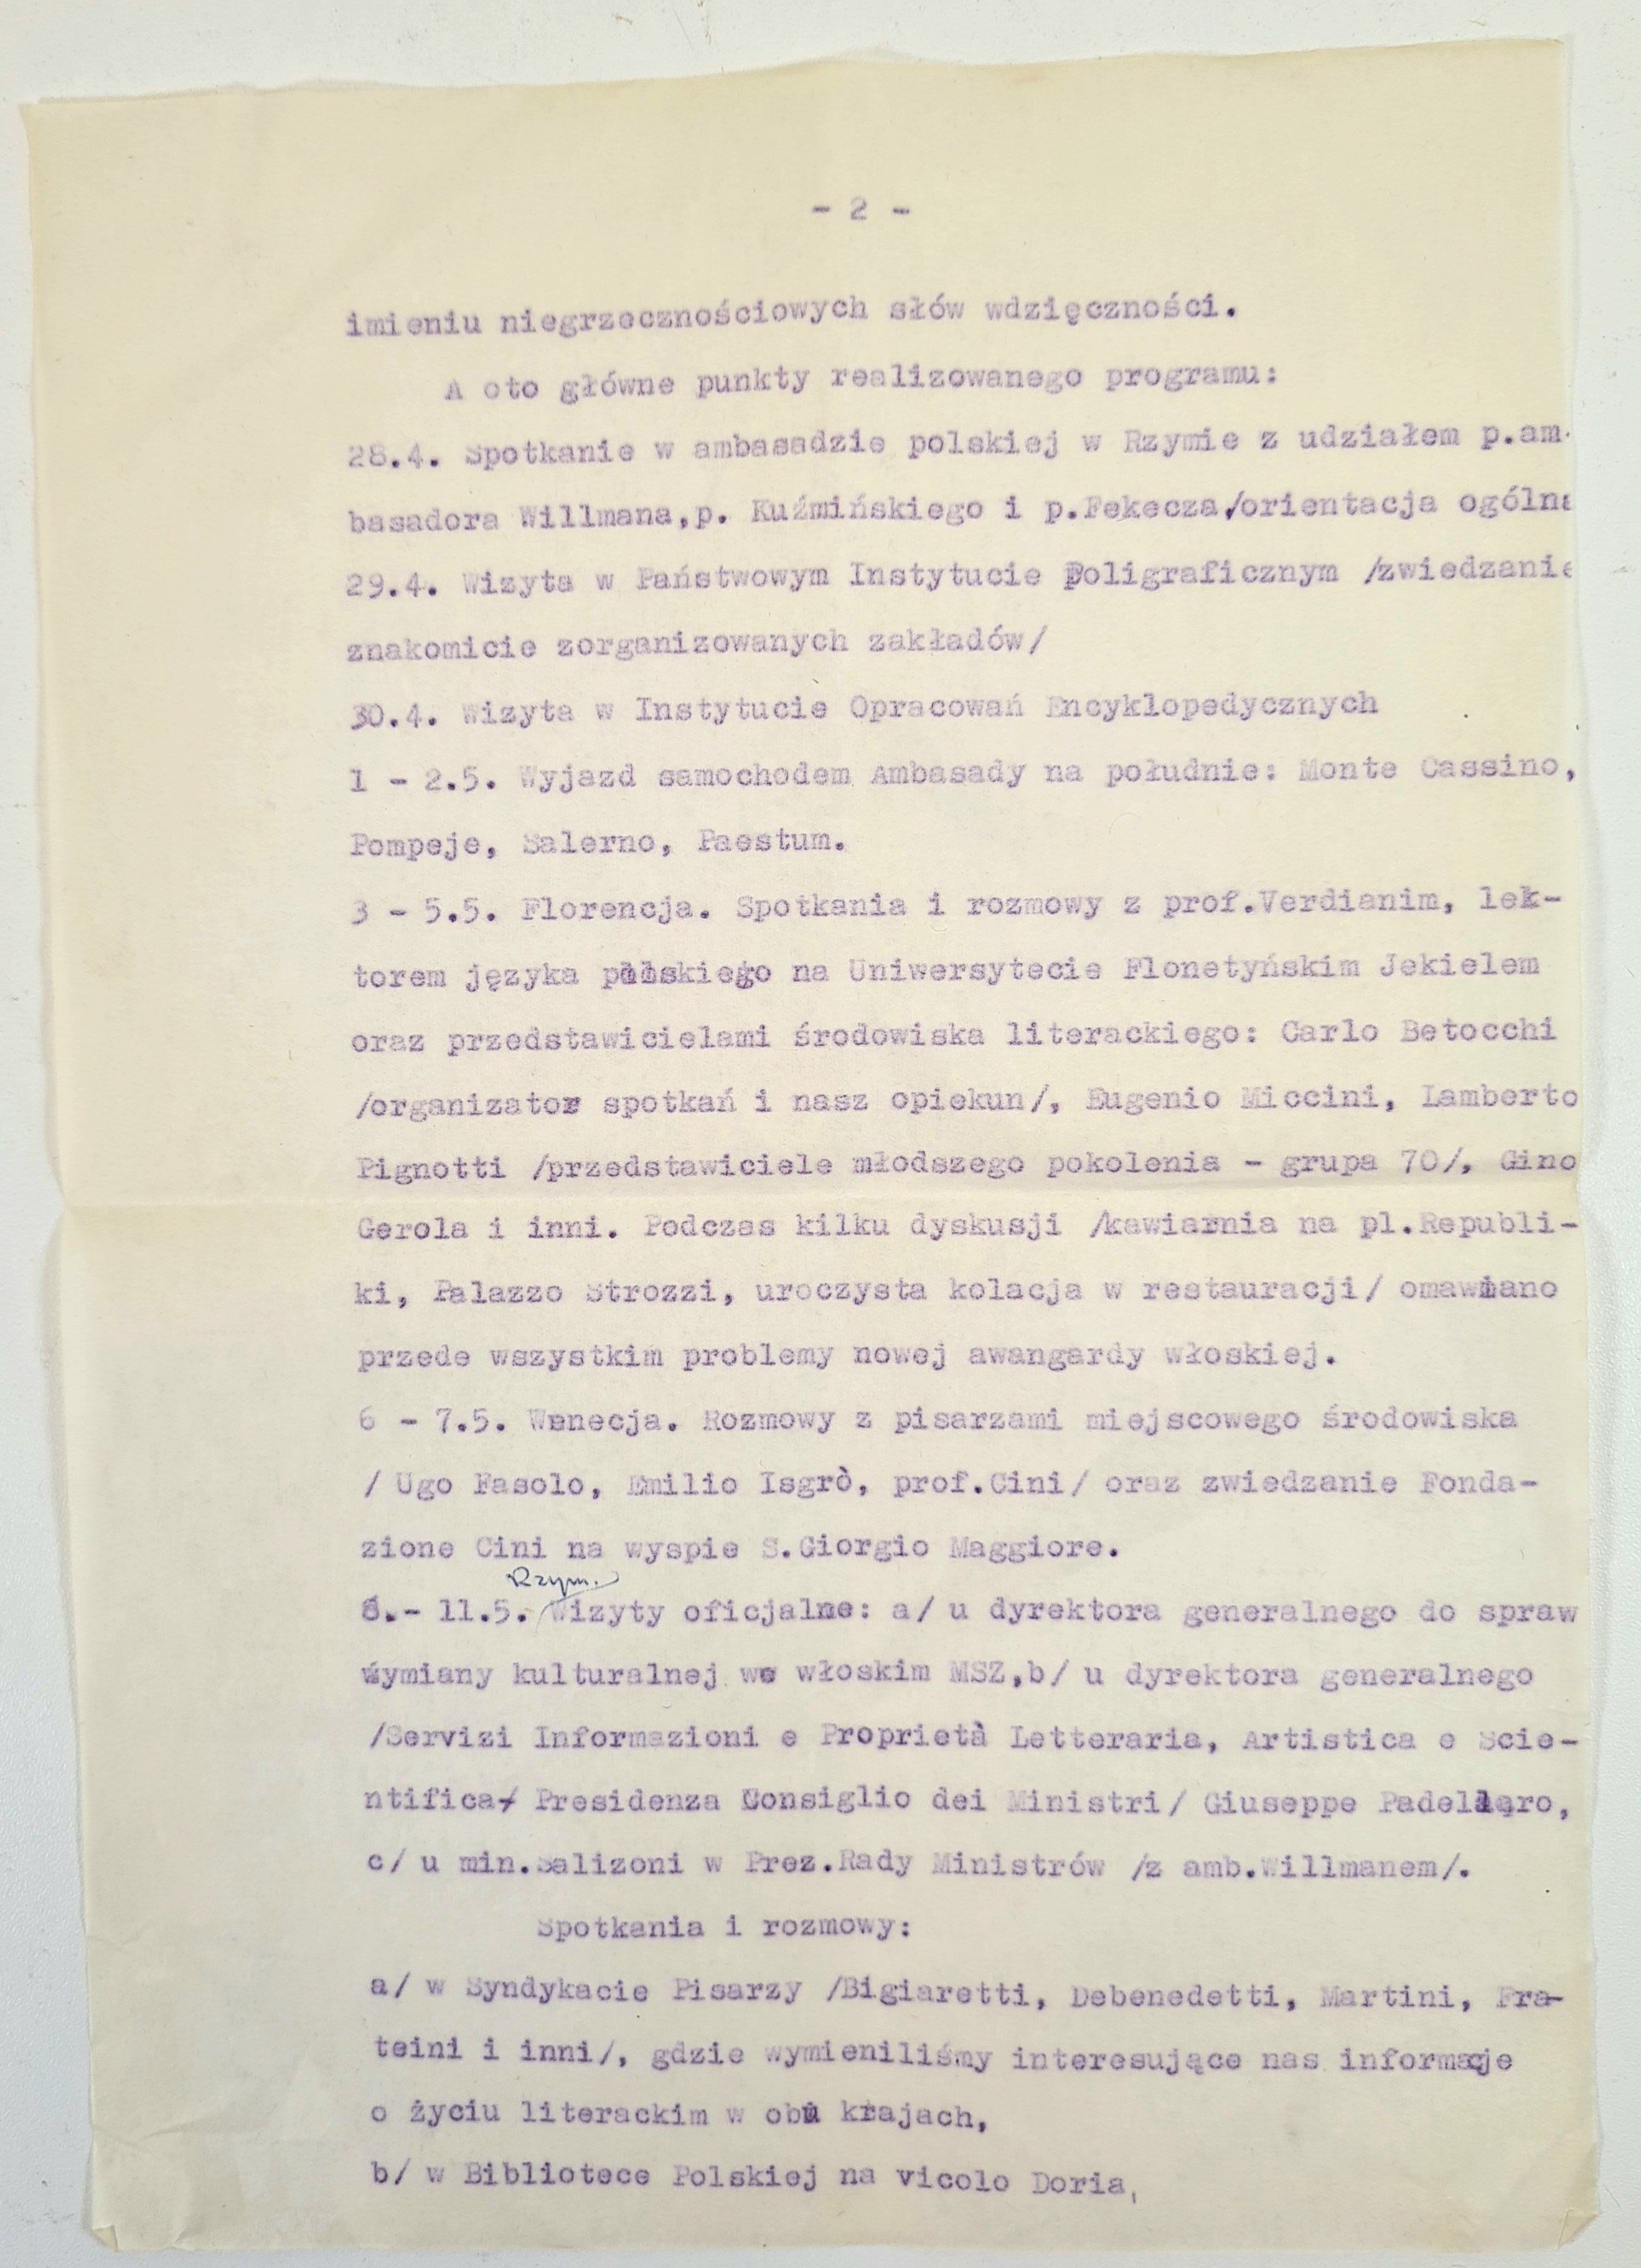 - 2 -
imieniu niegrzecznościowych słów wdzięczności.
A oto główne punkty realizowanego programu:
28.4. Spotkanie w ambasadzie polskiej w Rzymie z udziałem p.am-
basadora Willmana,p. Kuźmińskiego i p.Fekecza,/orientacja ogólna
29.4. Wizyta w Państwowym Instytucie Poligraficznym /zwiedzanie
znakomicie zorganizowanych zakładów/
30.4. Wizyta w Instytucie Opracowań Encyklopedycznych
1 - 2.5. Wyjazd samochodem Ambasady na południe: Monte Cassino,
Pompeje, Salerno, Paestum.
3 - 5.5. Florencja. Spotkania i rozmowy z prof.Verdianim, lek-
torem języka polskiego na Uniwersytecie Flonetyńskim Jekielem
oraz przedstawicielami środowiska literackiego: Carlo Betocchi
/organizator spotkań i nasz opiekun/, Eugenio Miccini, Lamberto
Pignotti /przedstawiciele młodszego pokolenia - grupa 70/, Gino
Gerola i inni. Podczas kilku dyskusji /kawiarnia na pl.Republi-
ki, Palazzo Strozzi, uroczysta kolacja w restauracji/ omawiano
przede wszystkim problemy nowej awangardy włoskiej.
6 - 7.5. Wenecja. Rozmowy z pisarzami miejscowego środowiska
/ Ugo Fasolo, Emilio Isgrò, prof.Cini/ oraz zwiedzanie Fonda-
zione Cini na wyspie S.Giorgio Maggiore.
Rzym.
8.- 11.5. Wizyty oficjalne: a/ u dyrektora generalnego do spraw
wymiany kulturalnej we włoskim MSZ,b/ u dyrektora generalnego
/Servizi Informazioni e Proprietà Letteraria, Artistica e Scie-
ntifica/ Presidenza Consiglio dei Ministri/ Giuseppe Padellaro,
c/ u min.Salizoni w Prez.Rady Ministrów /z amb.Willmanem/.
Spotkania i rozmowy:
a/ w Syndykacie Pisarzy /Bigiaretti, Debenedetti, Martini, Fra-
teini i inni/, gdzie wymieniliśmy interesujące nas informacje
o życiu literackim w obu krajach,
b/ w Bibliotece Polskiej na vicolo Doria,